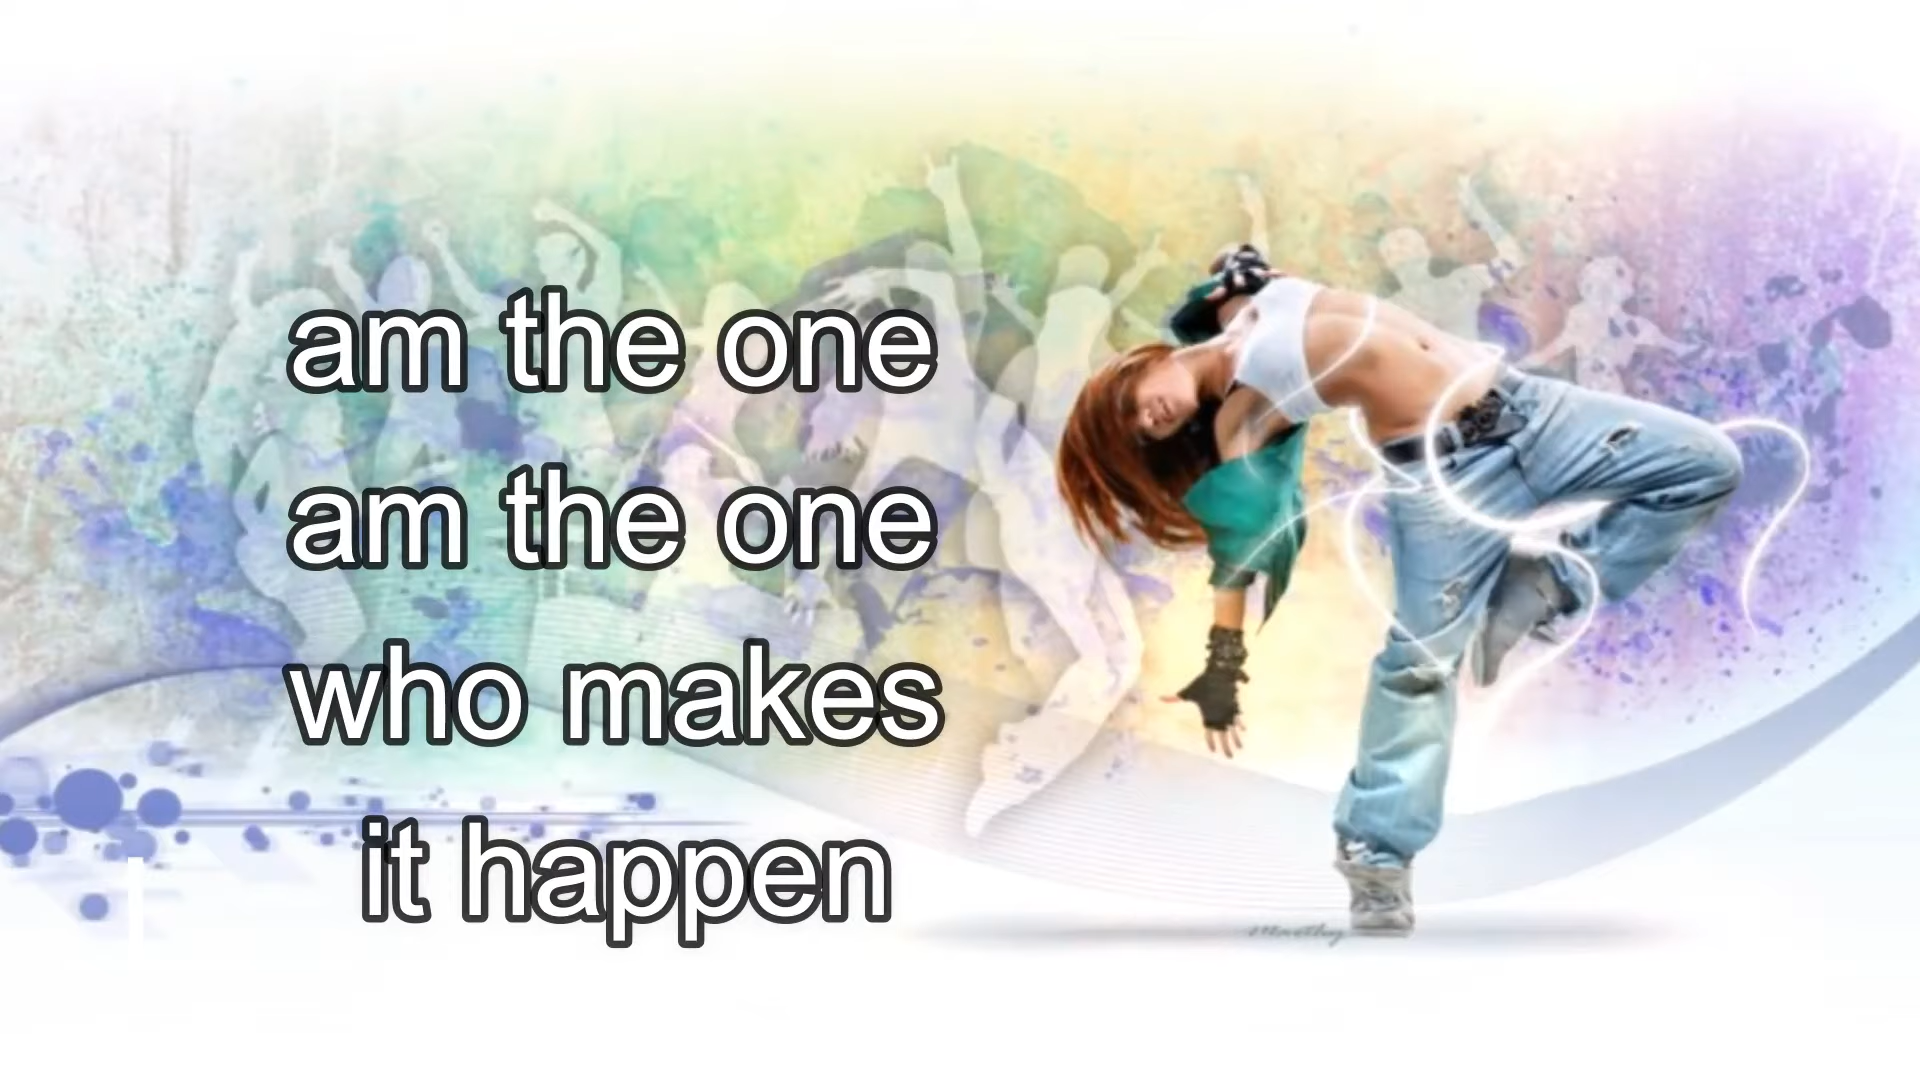 am the one
am the one
who makes
it happen